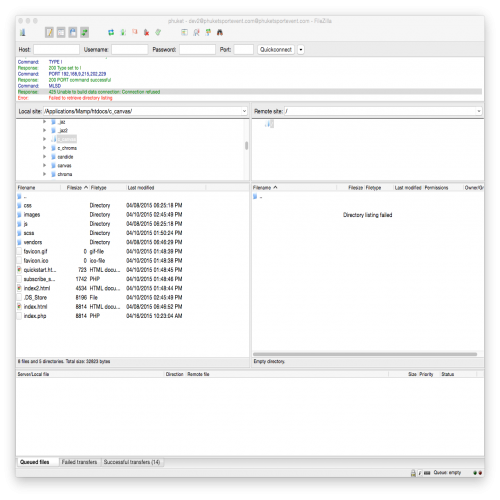 phuket - dev2@phuketsportevent.com@phuketsportevent.com - FileZilla
Host: Username: Password: Port: Quickconnect
Command: TYPE I
Response: 200 Type set to I
Command: PORT 192,168,9,215,202,229
Response: 200 PORT command successful
Command: MLSD
Response: 425 Unable to build data connection: Connection refused
Error: Failed to retrieve directory listing
Local site: /Applications/Mamp/htdocs/c_canvas/ Remote site: /
_jaz /
_jaz2
c_chroma
candide
canvas
chroma
Filename Filesize Filetype Last modified Filename Filesize Filetype Last modified Permissions Owner/Gr
.. ..
css Directory 04/08/2015 06:25:18 PM
images Directory 04/10/2015 02:45:49 PM Directory listing failed
js Directory 04/08/2015 06:25:18 PM
scss Directory 04/10/2015 01:50:24 PM
vendors Directory 04/08/2015 06:46:29 PM
favicon.gif 0 gif-file 04/10/2015 01:48:39 PM
favicon.ico 0 ico-file 04/10/2015 01:48:38 PM
quickstart.ht... 723 HTML docu... 04/10/2015 01:48:45 PM
subscribe_s... 1742 PHP 04/10/2015 01:48:46 PM
index2.html 4534 HTML docu... 04/10/2015 01:48:44 PM
.DS_Store 8196 File 04/10/2015 02:45:49 PM
index.html 8814 HTML docu... 04/08/2015 06:46:52 PM
index.php 8814 PHP 04/16/2015 10:23:04 AM
8 files and 5 directories. Total size: 32823 bytes Empty directory.
Server/Local file Direction Remote file Size Priority Status
Queued files Failed transfers Successful transfers (14)
Queue: empty